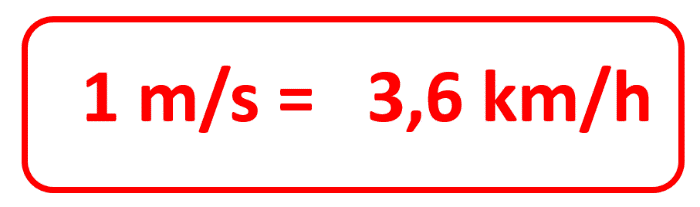 1 m/s = 3,6 km/h